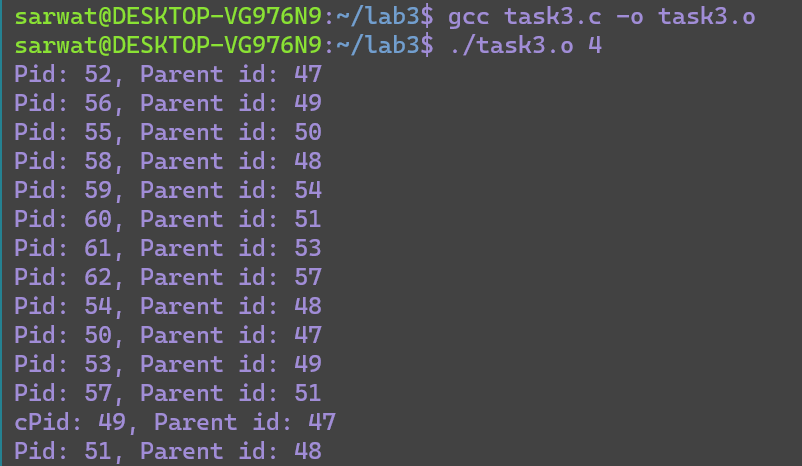 sarwat@DESKTOP-VG976N9:~/lab3$ gcc task3.c -o task3.o
sarwat@DESKTOP-VG976N9:~/lab3$ ./task3.o 4
Pid: 52, Parent id: 47
Pid: 56, Parent id: 49
Pid: 55, Parent id: 50
Pid: 58, Parent id: 48
Pid: 59, Parent id: 54
Pid: 60, Parent id: 51
Pid: 61, Parent id: 53
Pid: 62, Parent id: 57
Pid: 54, Parent id: 48
Pid: 50, Parent id: 47
Pid: 53, Parent id: 49
Pid: 57, Parent id: 51
cPid: 49, Parent id: 47
Pid: 51, Parent id: 48